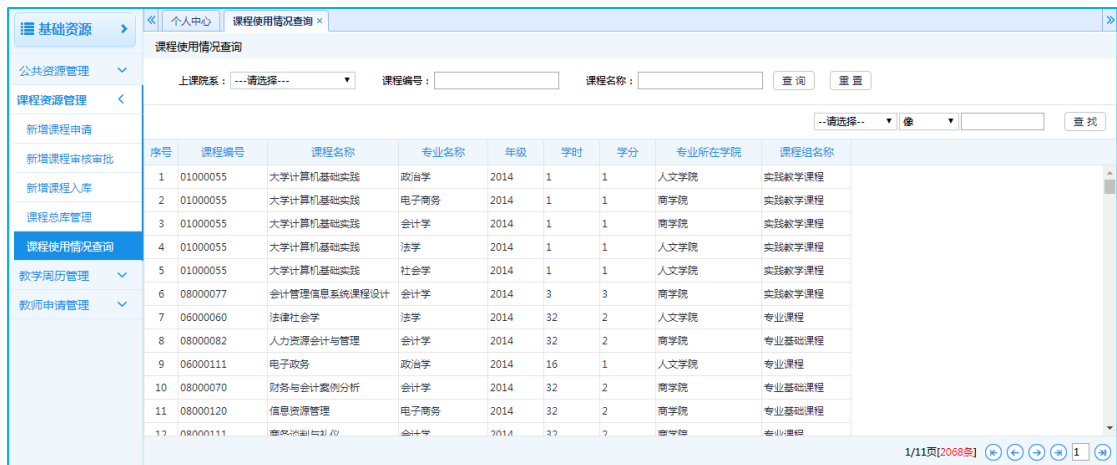 基础资源
公共资源管理
课程资源管理
新增课程申请
新增课程审核审批
新增课程入库
课程总库管理
课程使用情况查询
教学周历管理
教师申请管理
个人中心 课程使用情况查询 ×
课程使用情况查询
上课院系： ---请选择--- 课程编号： 课程名称： 查询 重置
--请选择-- 像 查找
序号 课程编号 课程名称 专业名称 年级 学时 学分 专业所在学院 课程组名称
1 01000055 大学计算机基础实践 政治学 2014 1 1 人文学院 实践教学课程
2 01000055 大学计算机基础实践 电子商务 2014 1 1 商学院 实践教学课程
3 01000055 大学计算机基础实践 会计学 2014 1 1 商学院 实践教学课程
4 01000055 大学计算机基础实践 法学 2014 1 1 人文学院 实践教学课程
5 01000055 大学计算机基础实践 社会学 2014 1 1 人文学院 实践教学课程
6 08000077 会计管理信息系统课程设计 会计学 2014 3 3 商学院 实践教学课程
7 06000060 法律社会学 法学 2014 32 2 人文学院 专业课程
8 08000082 人力资源会计与管理 会计学 2014 32 2 商学院 专业基础课程
9 06000111 电子政务 政治学 2014 16 1 人文学院 专业课程
10 08000070 财务与会计案例分析 会计学 2014 32 2 商学院 专业基础课程
11 08000120 信息资源管理 电子商务 2014 32 2 商学院 专业基础课程
12 08000111 商务谈判与礼仪 会计学 2014 32 2 商学院 专业课程
1/11页[2068条] 1